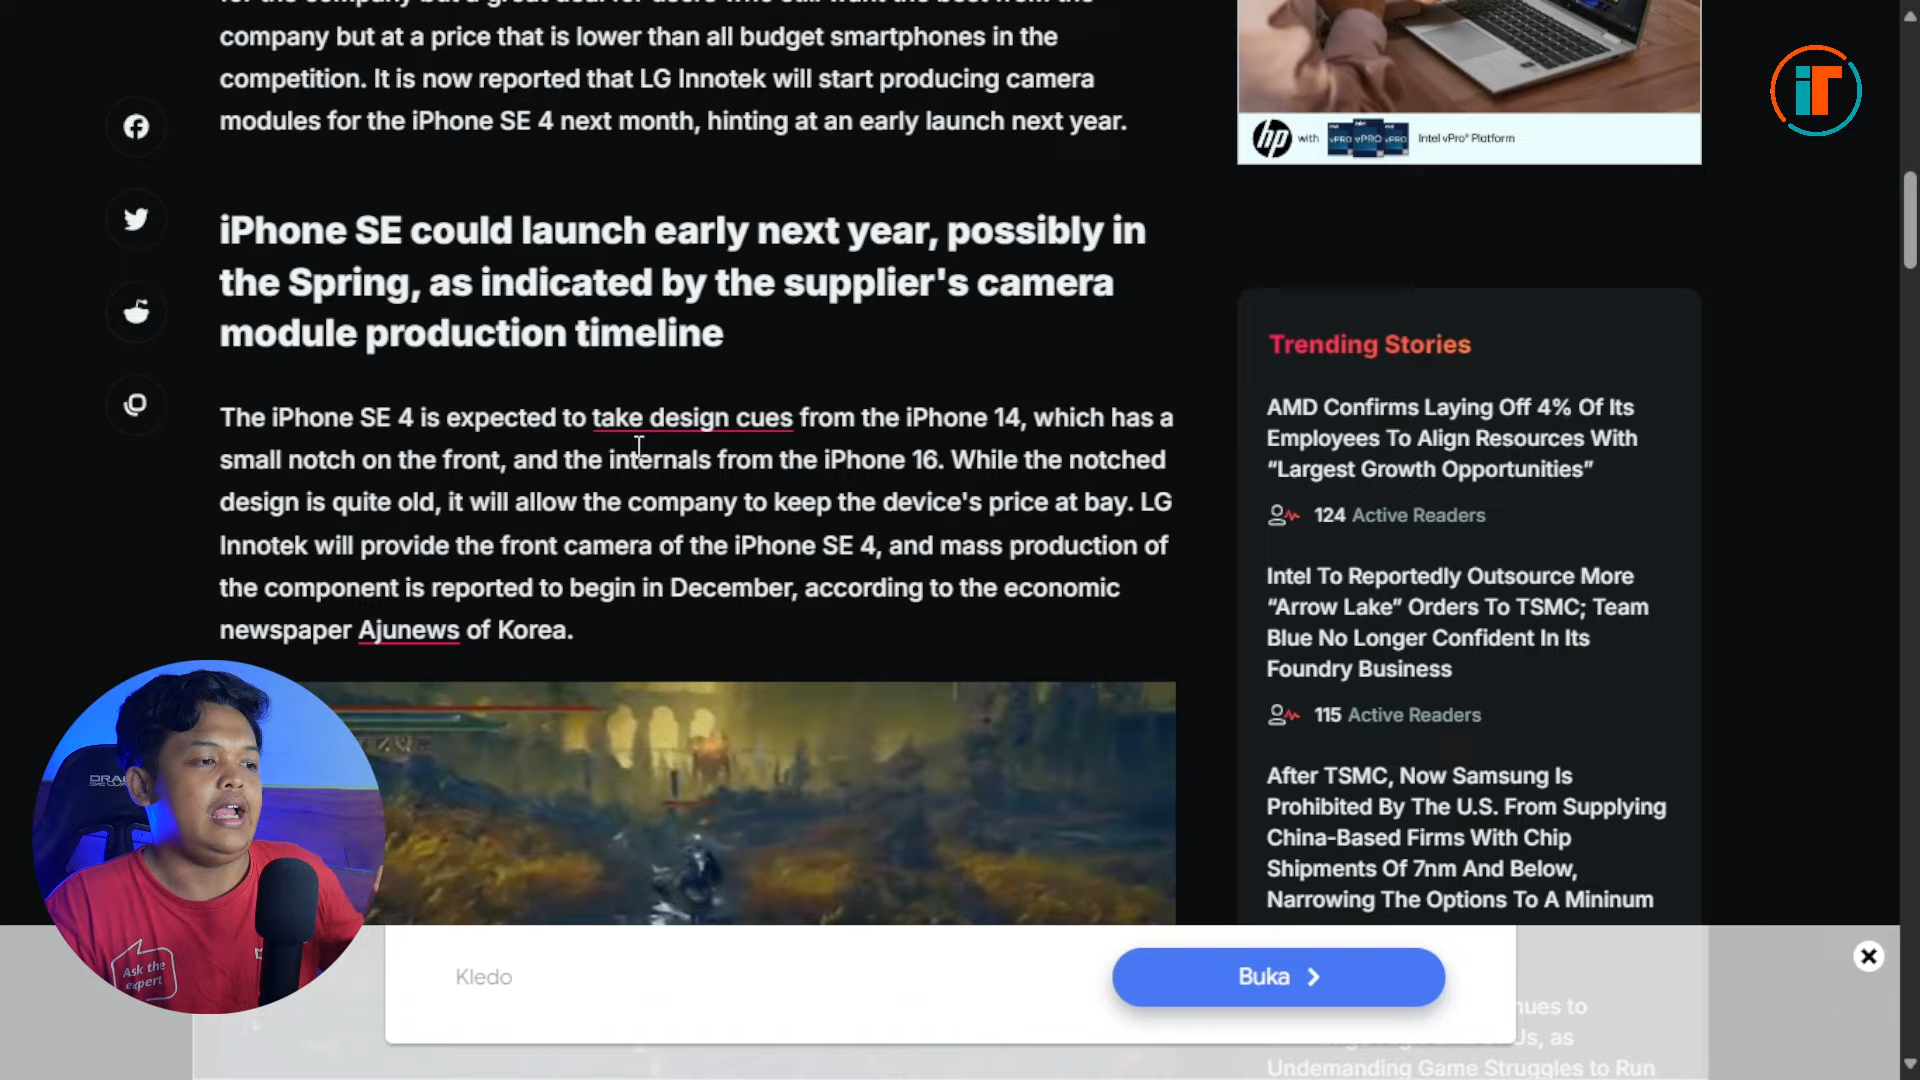 company but at a price that is lower than all budget smartphones in the
competition. It is now reported that LG Innotek will start producing camera
modules for the iPhone SE 4 next month, hinting at an early launch next year.
iPhone SE could launch early next year, possibly in
the Spring, as indicated by the supplier's camera
module production timeline
The iPhone SE 4 is expected to take design cues from the iPhone 14, which has a
small notch on the front, and the internals from the iPhone 16. While the notched
design is quite old, it will allow the company to keep the device's price at bay. LG
Innotek will provide the front camera of the iPhone SE 4, and mass production of
the component is reported to begin in December, according to the economic
newspaper Ajunews of Korea.
hp with vPRO vPRO vPRO Intel vPro® Platform
iT
Trending Stories
AMD Confirms Laying Off 4% Of Its
Employees To Align Resources With
“Largest Growth Opportunities”
124 Active Readers
Intel To Reportedly Outsource More
“Arrow Lake” Orders To TSMC; Team
Blue No Longer Confident In Its
Foundry Business
115 Active Readers
After TSMC, Now Samsung Is
Prohibited By The U.S. From Supplying
China-Based Firms With Chip
Shipments Of 7nm And Below,
Narrowing The Options To A Mininum
Undemanding Game Struggles to Run
Kledo
Buka
Ask the
expert